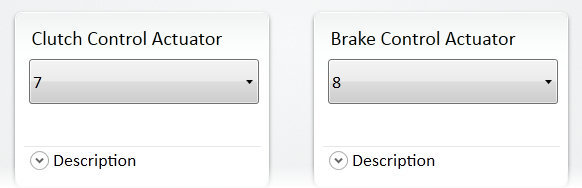 Clutch Control Actuator
7
Description
Brake Control Actuator
8
Description